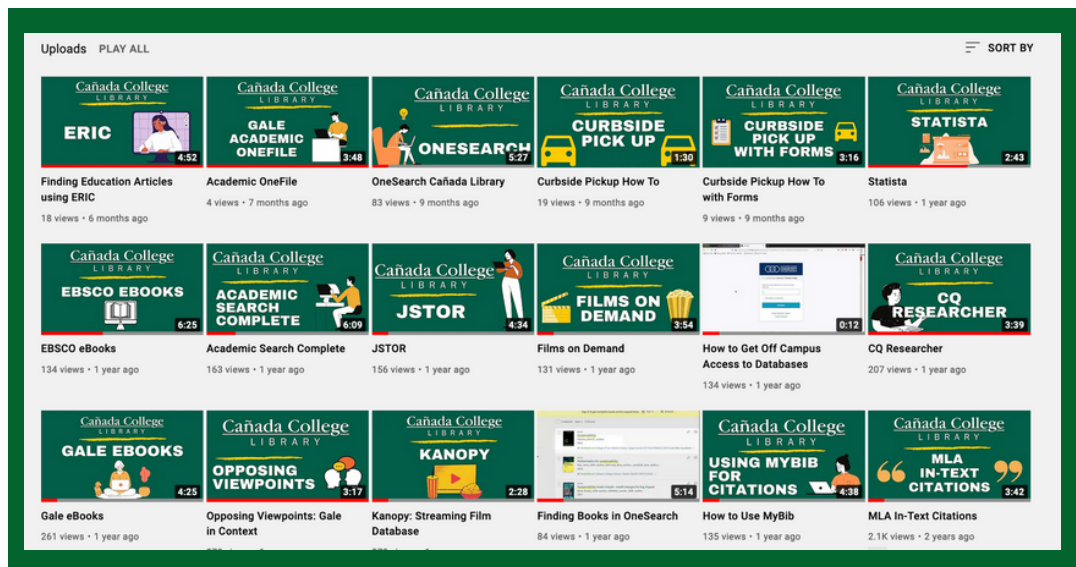 Uploads PLAY ALL SORT BY
Cañada College
LIBRARY
ERIC
4:52
Finding Education Articles
using ERIC
18 views • 6 months ago
Cañada College
LIBRARY
GALE
ACADEMIC
ONEFILE
3:48
Academic OneFile
4 views • 7 months ago
Cañada College
LIBRARY
ONESEARCH
5:27
OneSearch Cañada Library
83 views • 9 months ago
Cañada College
LIBRARY
CURBSIDE
PICK UP
1:30
Curbside Pickup How To
19 views • 9 months ago
Cañada College
LIBRARY
CURBSIDE
PICK UP
WITH FORMS
3:16
Curbside Pickup How To
with Forms
9 views • 9 months ago
Cañada College
LIBRARY
STATISTA
2:43
Statista
106 views • 1 year ago
Cañada College
LIBRARY
EBSCO EBOOKS
6:25
EBSCO eBooks
134 views • 1 year ago
Cañada College
LIBRARY
ACADEMIC
SEARCH
COMPLETE
6:09
Academic Search Complete
163 views • 1 year ago
Cañada College
LIBRARY
JSTOR
4:34
JSTOR
156 views • 1 year ago
Cañada College
LIBRARY
FILMS ON
DEMAND
3:54
Films on Demand
131 views • 1 year ago
0:12
How to Get Off Campus
Access to Databases
134 views • 1 year ago
Cañada College
LIBRARY
CQ
RESEARCHER
3:39
CQ Researcher
207 views • 1 year ago
Cañada College
LIBRARY
GALE EBOOKS
4:25
Gale eBooks
261 views • 1 year ago
Cañada College
LIBRARY
OPPOSING
VIEWPOINTS
3:17
Opposing Viewpoints: Gale
in Context
Cañada College
LIBRARY
KANOPY
2:28
Kanopy: Streaming Film
Database
5:14
Finding Books in OneSearch
84 views • 1 year ago
Cañada College
LIBRARY
USING MYBIB
FOR
CITATIONS
4:38
How to Use MyBib
135 views • 1 year ago
Cañada College
LIBRARY
MLA
IN-TEXT
CITATIONS
3:42
MLA In-Text Citations
2.1K views • 2 years ago